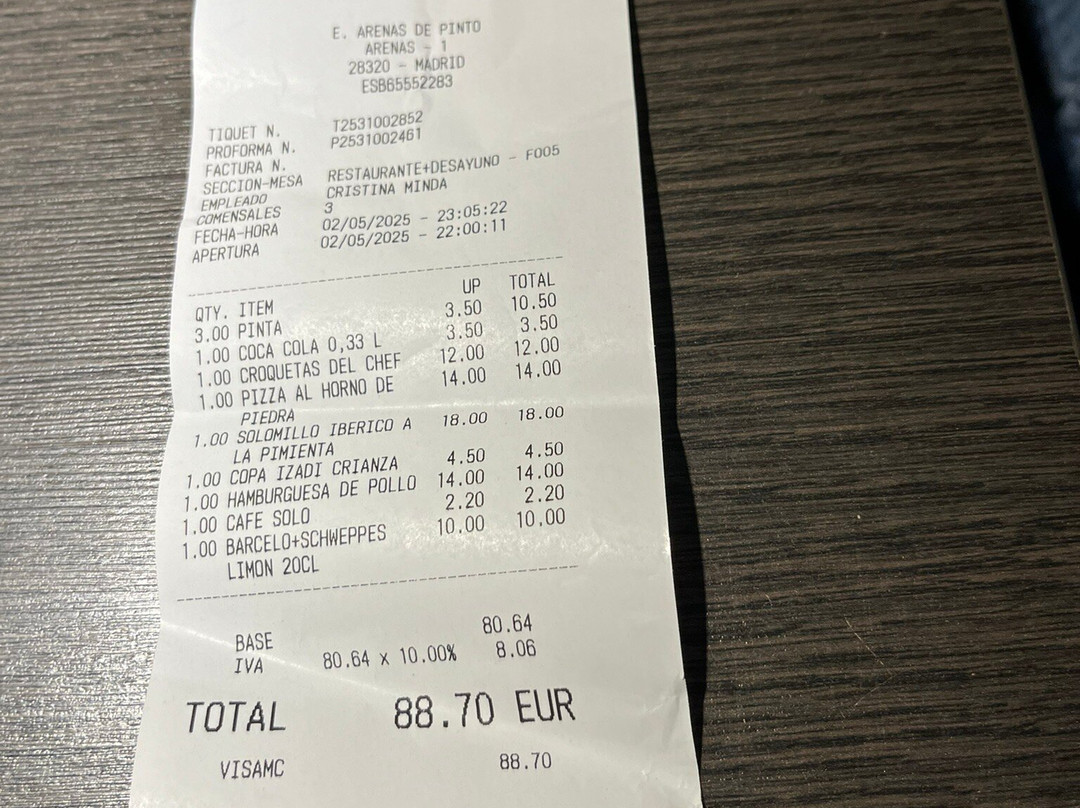 E. ARENAS DE PINTO
ARENAS - 1
28320 - MADRID
ESB65552283
TIQUET N. T2531002852
PROFORMA N. P2531002461
FACTURA N.
SECCION-MESA RESTAURANTE+DESAYUNO - F005
EMPLEADO CRISTINA MINDA
COMENSALES 3
FECHA-HORA 02/05/2025 - 23:05:22
APERTURA 02/05/2025 - 22:00:11
QTY. ITEM UP TOTAL
3.00 PINTA 3.50 10.50
1.00 COCA COLA 0,33 L 3.50 3.50
1.00 CROQUETAS DEL CHEF 12.00 12.00
1.00 PIZZA AL HORNO DE 14.00 14.00
PIEDRA
1.00 SOLOMILLO IBERICO A 18.00 18.00
LA PIMIENTA
1.00 COPA IZADI CRIANZA 4.50 4.50
1.00 HAMBURGUESA DE POLLO 14.00 14.00
1.00 CAFE SOLO 2.20 2.20
1.00 BARCELO+SCHWEPPES 10.00 10.00
LIMON 20CL
BASE 80.64
IVA 80.64 x 10.00% 8.06
TOTAL 88.70 EUR
VISAMC 88.70